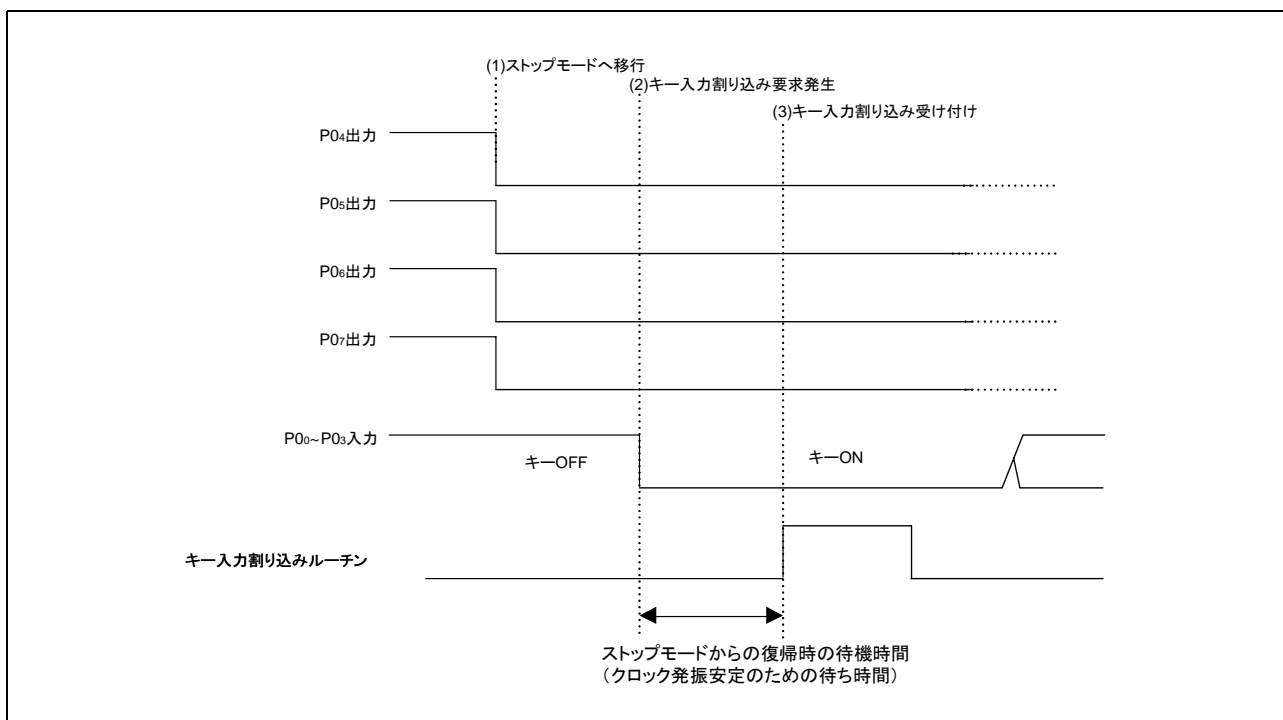 (1)ストップモードへ移行
(2)キー入力割り込み要求発生
(3)キー入力割り込み受け付け
P04出力
P05出力
P06出力
P07出力
P00~P03入力
キーOFF
キーON
キー入力割り込みルーチン
ストップモードからの復帰時の待機時間
(クロック発振安定のための待ち時間)